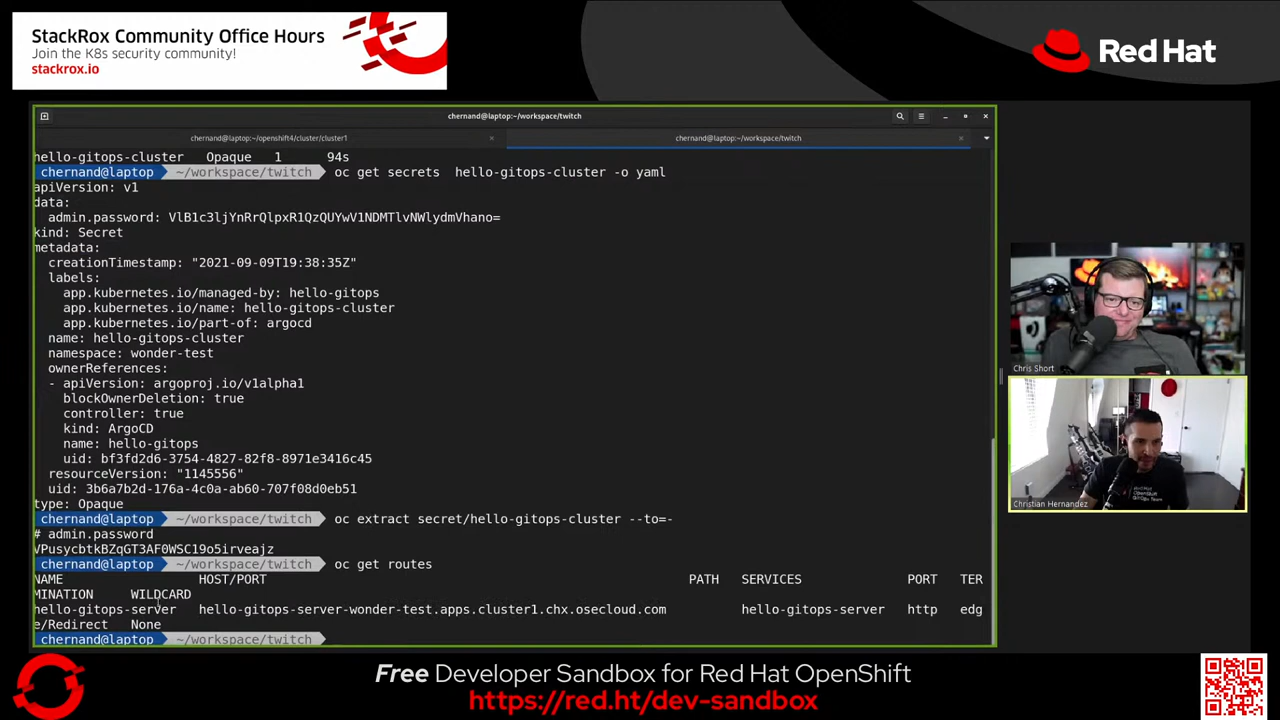 StackRox Community Office Hours
Join the K8s security community!
stackrox.io
Red Hat
chernand@laptop:~/workspace/twitch
chernand@laptop:~/openshift4/cluster/cluster1
chernand@laptop:~/workspace/twitch
hello-gitops-cluster Opaque 1 94s
chernand@laptop ~/workspace/twitch oc get secrets hello-gitops-cluster -o yaml
apiVersion: v1
data:
admin.password: VlB1c3ljYnRrQlpxR1QzQUYwV1NDMTlvNWlydmVhano=
kind: Secret
metadata:
creationTimestamp: "2021-09-09T19:38:35Z"
labels:
app.kubernetes.io/managed-by: hello-gitops
app.kubernetes.io/name: hello-gitops-cluster
app.kubernetes.io/part-of: argocd
name: hello-gitops-cluster
namespace: wonder-test
ownerReferences:
- apiVersion: argoproj.io/v1alpha1
blockOwnerDeletion: true
controller: true
kind: ArgoCD
name: hello-gitops
uid: bf3fd2d6-3754-4827-82f8-8971e3416c45
resourceVersion: "1145556"
uid: 3b6a7b2d-176a-4c0a-ab60-707f08d0eb51
type: Opaque
chernand@laptop ~/workspace/twitch oc extract secret/hello-gitops-cluster --to=-
# admin.password
VPusycbtkBZqGT3AF0WSC19o5irveajz
chernand@laptop ~/workspace/twitch oc get routes
NAME HOST/PORT PATH SERVICES PORT TER
MINATION WILDCARD
hello-gitops-server hello-gitops-server-wonder-test.apps.cluster1.chx.osecloud.com hello-gitops-server http edg
e/Redirect None
chernand@laptop ~/workspace/twitch
Chris Short
Christian Hernandez
Free Developer Sandbox for Red Hat OpenShift
https://red.ht/dev-sandbox